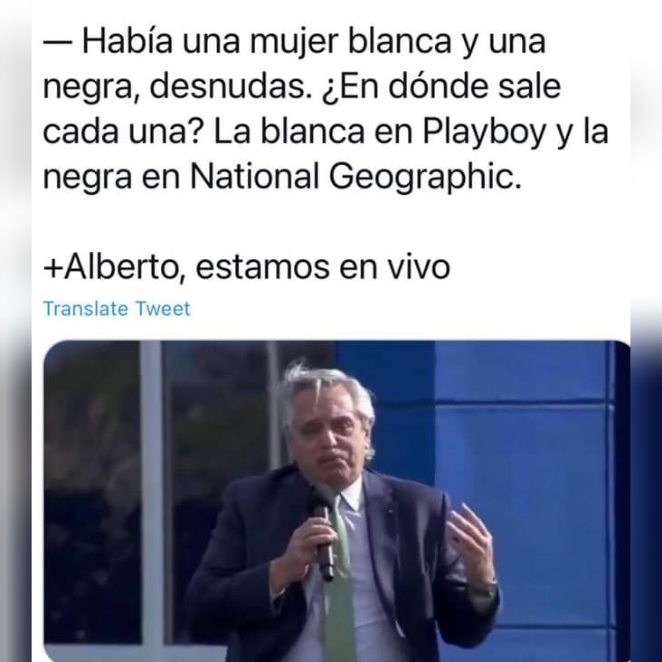 — Había una mujer blanca y una
negra, desnudas. ¿En dónde sale
cada una? La blanca en Playboy y la
negra en National Geographic.
+Alberto, estamos en vivo
Translate Tweet